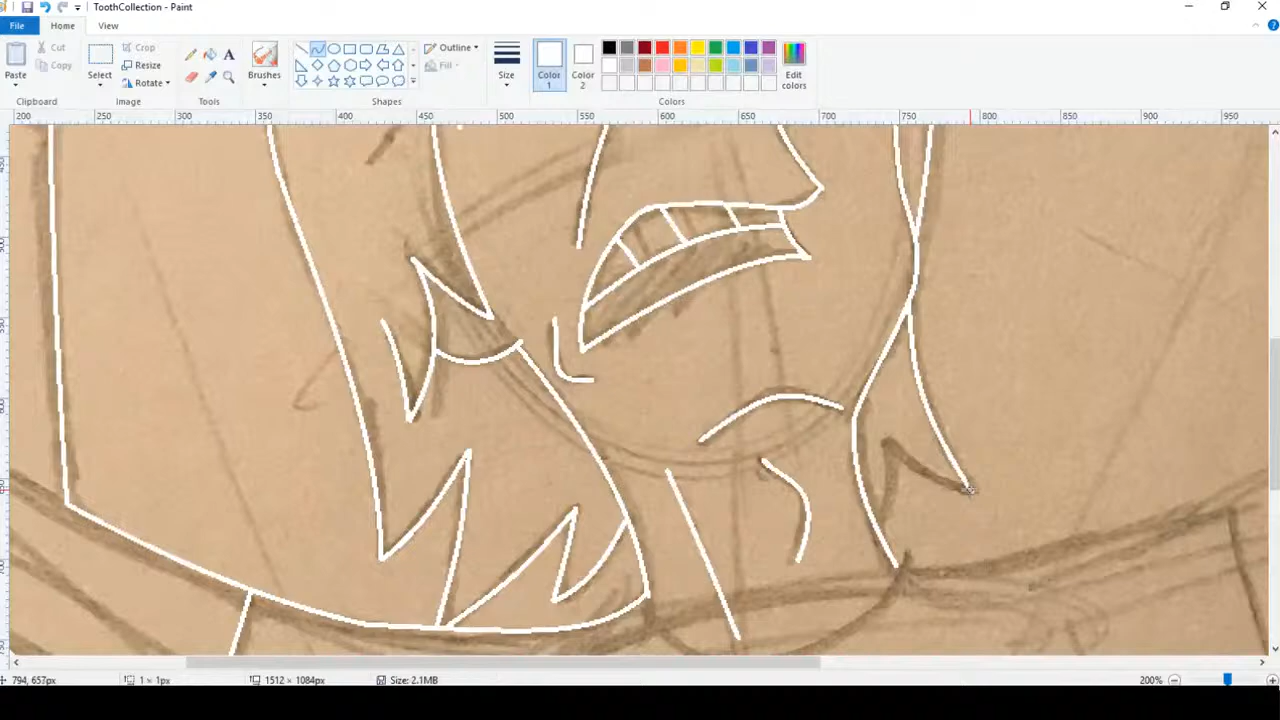 ToothCollection - Paint
File Home View
Paste Cut Copy Clipboard
Select Crop Resize Rotate Image
A Tools
Brushes
Outline Fill Shapes
Size
Color 1 Color 2 Edit colors Colors
200 250 300 350 400 450 500 550 600 650 700 750 800 850 900 950
794, 657px 1 × 1px 1512 × 1084px Size: 2.1MB 200%